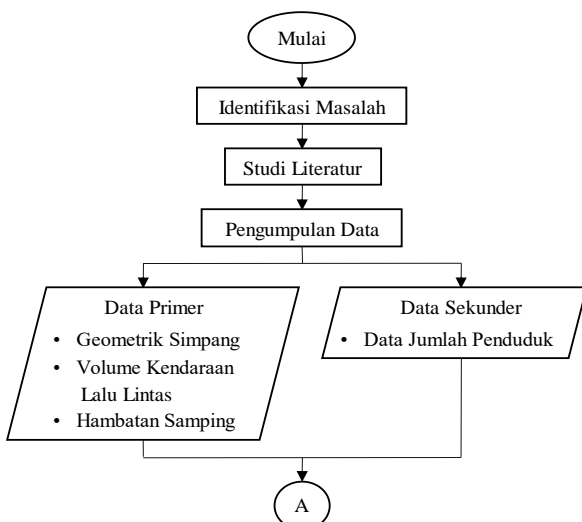 Mulai
Identifikasi Masalah
Studi Literatur
Pengumpulan Data
Data Primer
• Geometrik Simpang
• Volume Kendaraan
Lalu Lintas
• Hambatan Samping
Data Sekunder
• Data Jumlah Penduduk
A